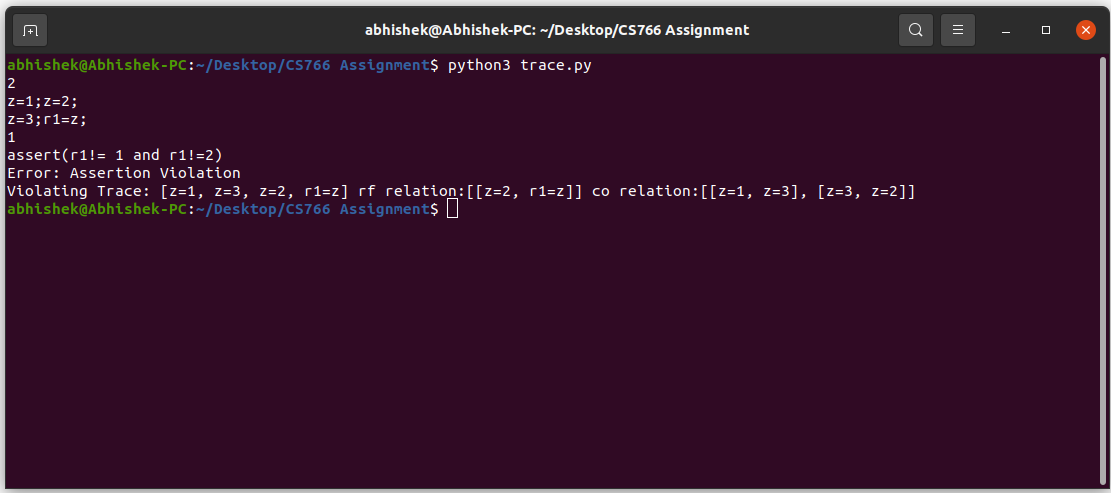 abhishek@Abhishek-PC: ~/Desktop/CS766 Assignment
abhishek@Abhishek-PC:~/Desktop/CS766 Assignment$ python3 trace.py
2
z=1;z=2;
z=3;r1=z;
1
assert(r1!= 1 and r1!=2)
Error: Assertion Violation
Violating Trace: [z=1, z=3, z=2, r1=z] rf relation:[[z=2, r1=z]] co relation:[[z=1, z=3], [z=3, z=2]]
abhishek@Abhishek-PC:~/Desktop/CS766 Assignment$